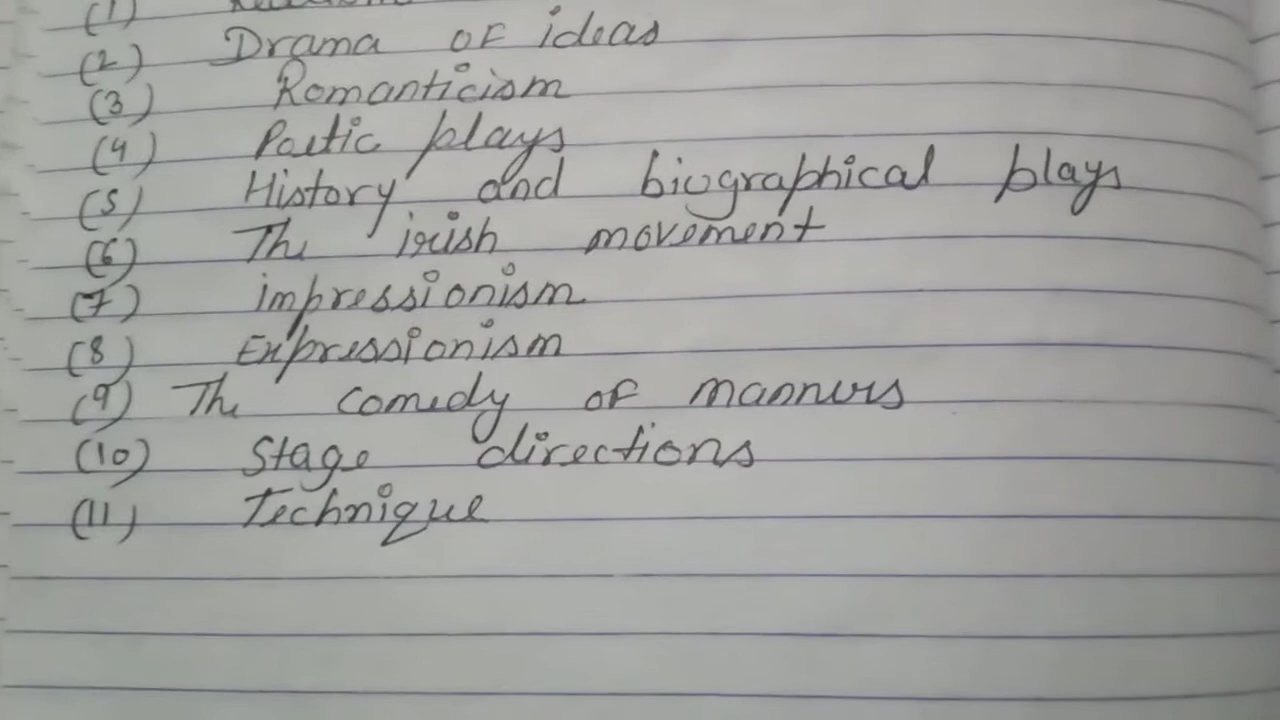 (1)
(2) Drama of ideas
(3) Romanticism
(4) Poetic plays
(5) History and biographical plays
(6) The irish movement
(7) impressionism
(8) Expressionism
(9) The comedy of manners
(10) Stage directions
(11) Technique